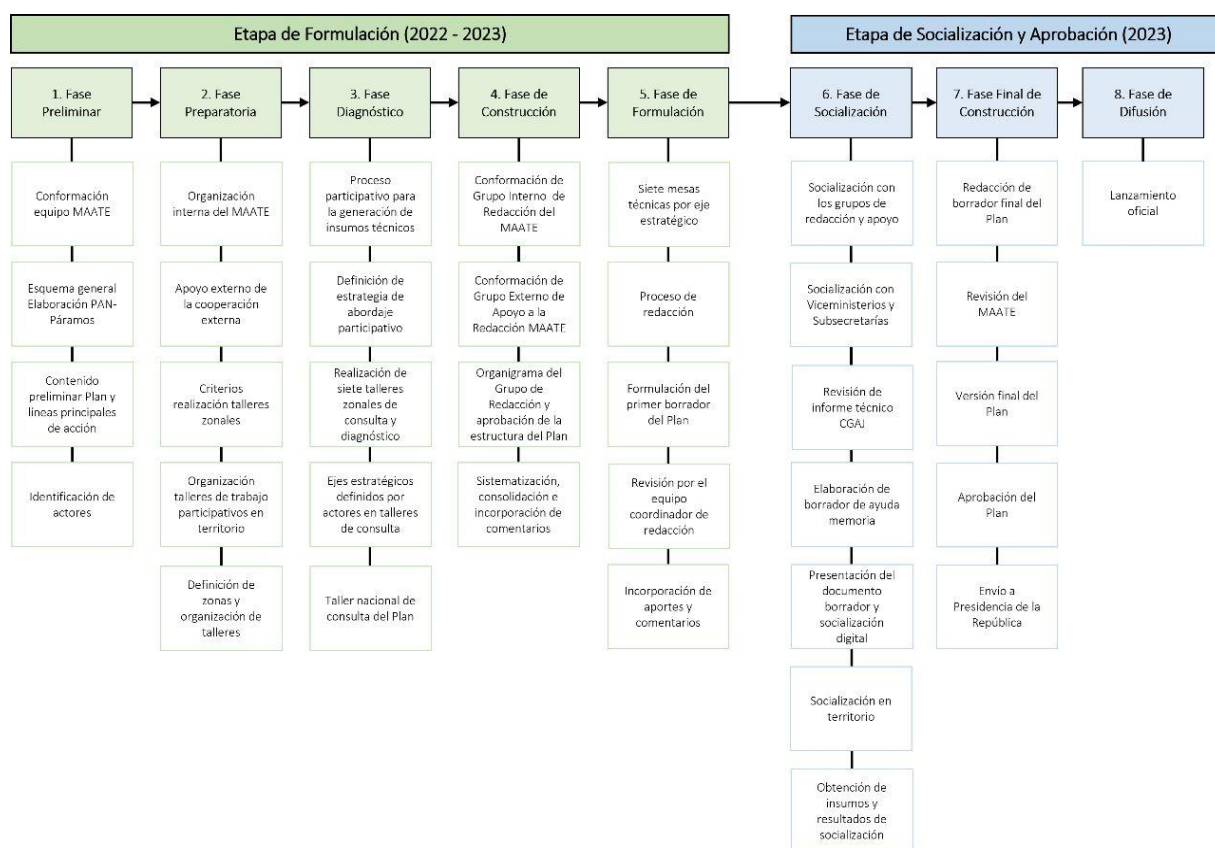 Etapa de Formulación (2022 - 2023)
Etapa de Socialización y Aprobación (2023)
1. Fase
Preliminar
2. Fase
Preparatoria
3. Fase
Diagnóstico
4. Fase de
Construcción
5. Fase de
Formulación
6. Fase de
Socialización
7. Fase Final de
Construcción
8. Fase de
Difusión
Conformación
equipo MAATE
Esquema general
Elaboración PAN-
Páramos
Contenido
preliminar Plan y
líneas principales
de acción
Identificación de
actores
Organización
interna del MAATE
Apoyo externo de
la cooperación
externa
Criterios
realización talleres
zonales
Organización
talleres de trabajo
participativos en
territorio
Definición de
zonas y
organización de
talleres
Proceso
participativo para
la generación de
insumos técnicos
Definición de
estrategia de
abordaje
participativo
Realización de
siete talleres
zonales de
consulta y
diagnóstico
Ejes estratégicos
definidos por
actores en talleres
de consulta
Taller nacional de
consulta del Plan
Conformación de
Grupo Interno de
Redacción del
MAATE
Conformación de
Grupo Externo de
Apoyo a la
Redacción MAATE
Organigrama del
Grupo de
Redacción y
aprobación de la
estructura del Plan
Sistematización,
consolidación e
incorporación de
comentarios
Siete mesas
técnicas por eje
estratégico
Proceso de
redacción
Formulación del
primer borrador
del Plan
Revisión por el
equipo
coordinador de
redacción
Incorporación de
aportes y
comentarios
Socialización con
los grupos de
redacción y apoyo
Socialización con
Viceministerios y
Subsecretarías
Revisión de
informe técnico
CGAJ
Elaboración de
borrador de ayuda
memoria
Presentación del
documento
borrador y
socialización
digital
Socialización en
territorio
Obtención de
insumos y
resultados de
socialización
Redacción de
borrador final del
Plan
Revisión del
MAATE
Versión final del
Plan
Aprobación del
Plan
Envío a
Presidencia de la
República
Lanzamiento
oficial